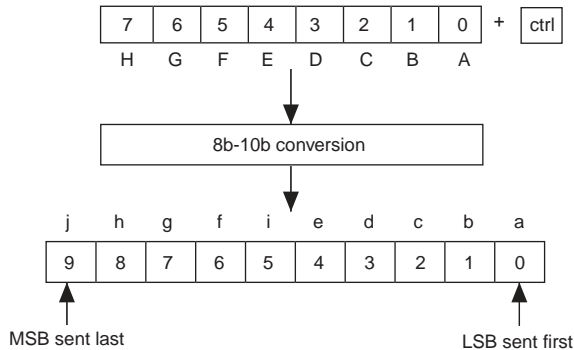 7 6 5 4 3 2 1 0 + ctrl
H G F E D C B A
8b-10b conversion
j h g f i e d c b a
9 8 7 6 5 4 3 2 1 0
MSB sent last LSB sent first